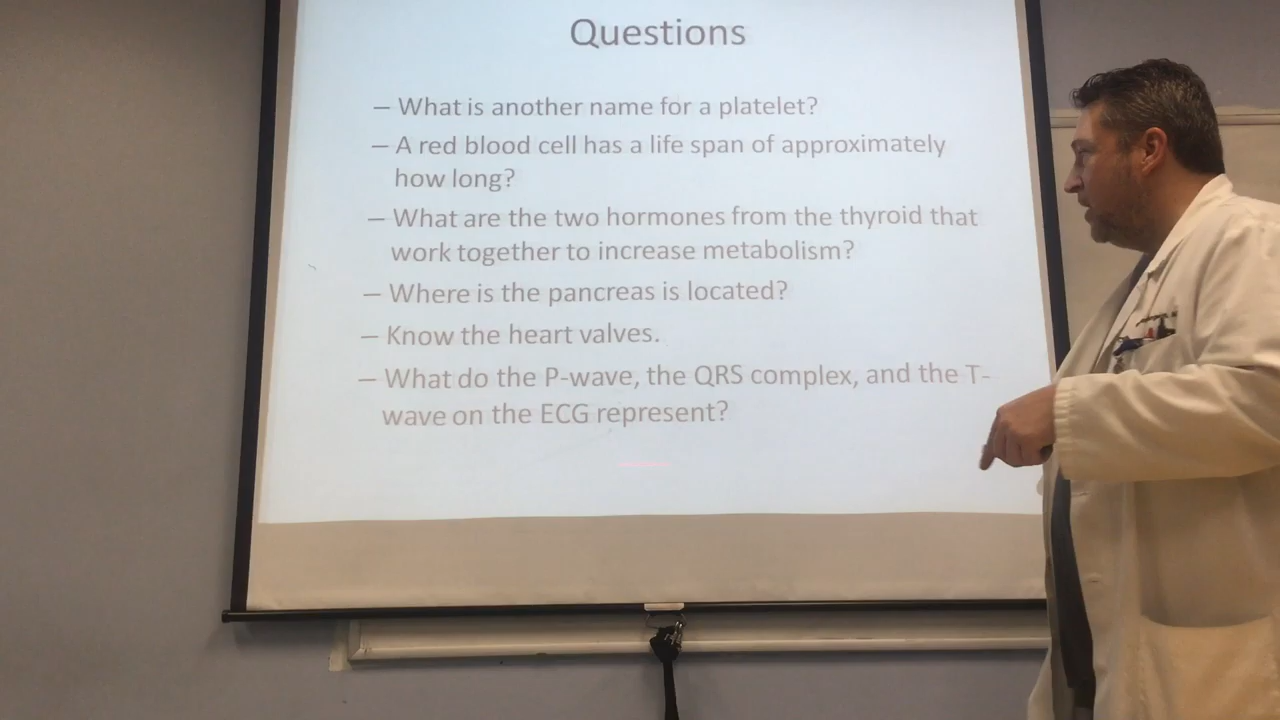 Questions
– What is another name for a platelet?
– A red blood cell has a life span of approximately
how long?
– What are the two hormones from the thyroid that
work together to increase metabolism?
– Where is the pancreas is located?
– Know the heart valves.
– What do the P-wave, the QRS complex, and the T-
wave on the ECG represent?